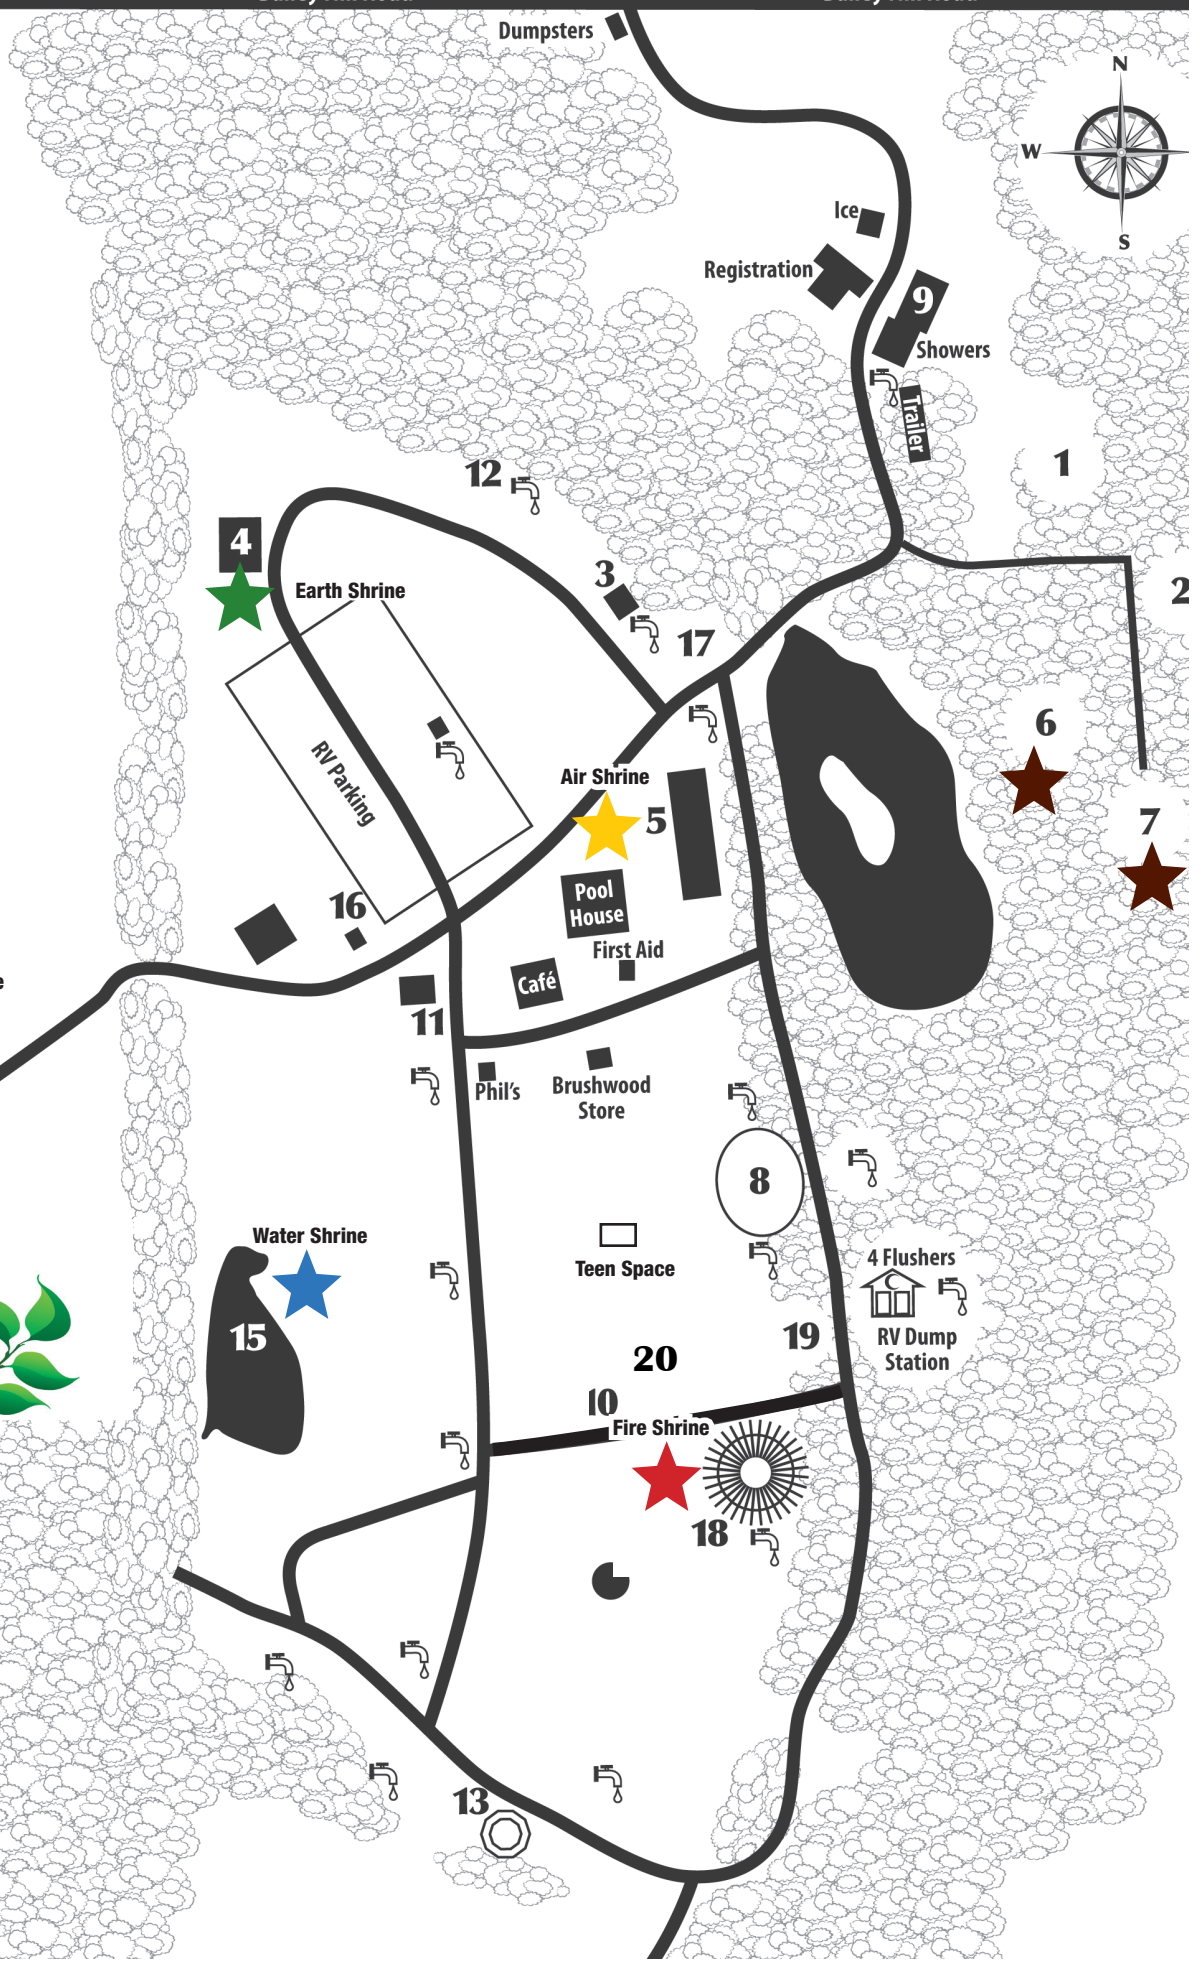 Dumpsters
N
W
S
Ice
Registration
9
Showers
Trailer
1
12
4
Earth Shrine
3
17
2
6
RV Parking
Air Shrine
5
7
Pool
House
16
First Aid
Café
11
Phil's
Brushwood
Store
8
Water Shrine
Teen Space
4 Flushers
15
19
RV Dump
Station
20
10
Fire Shrine
18
13